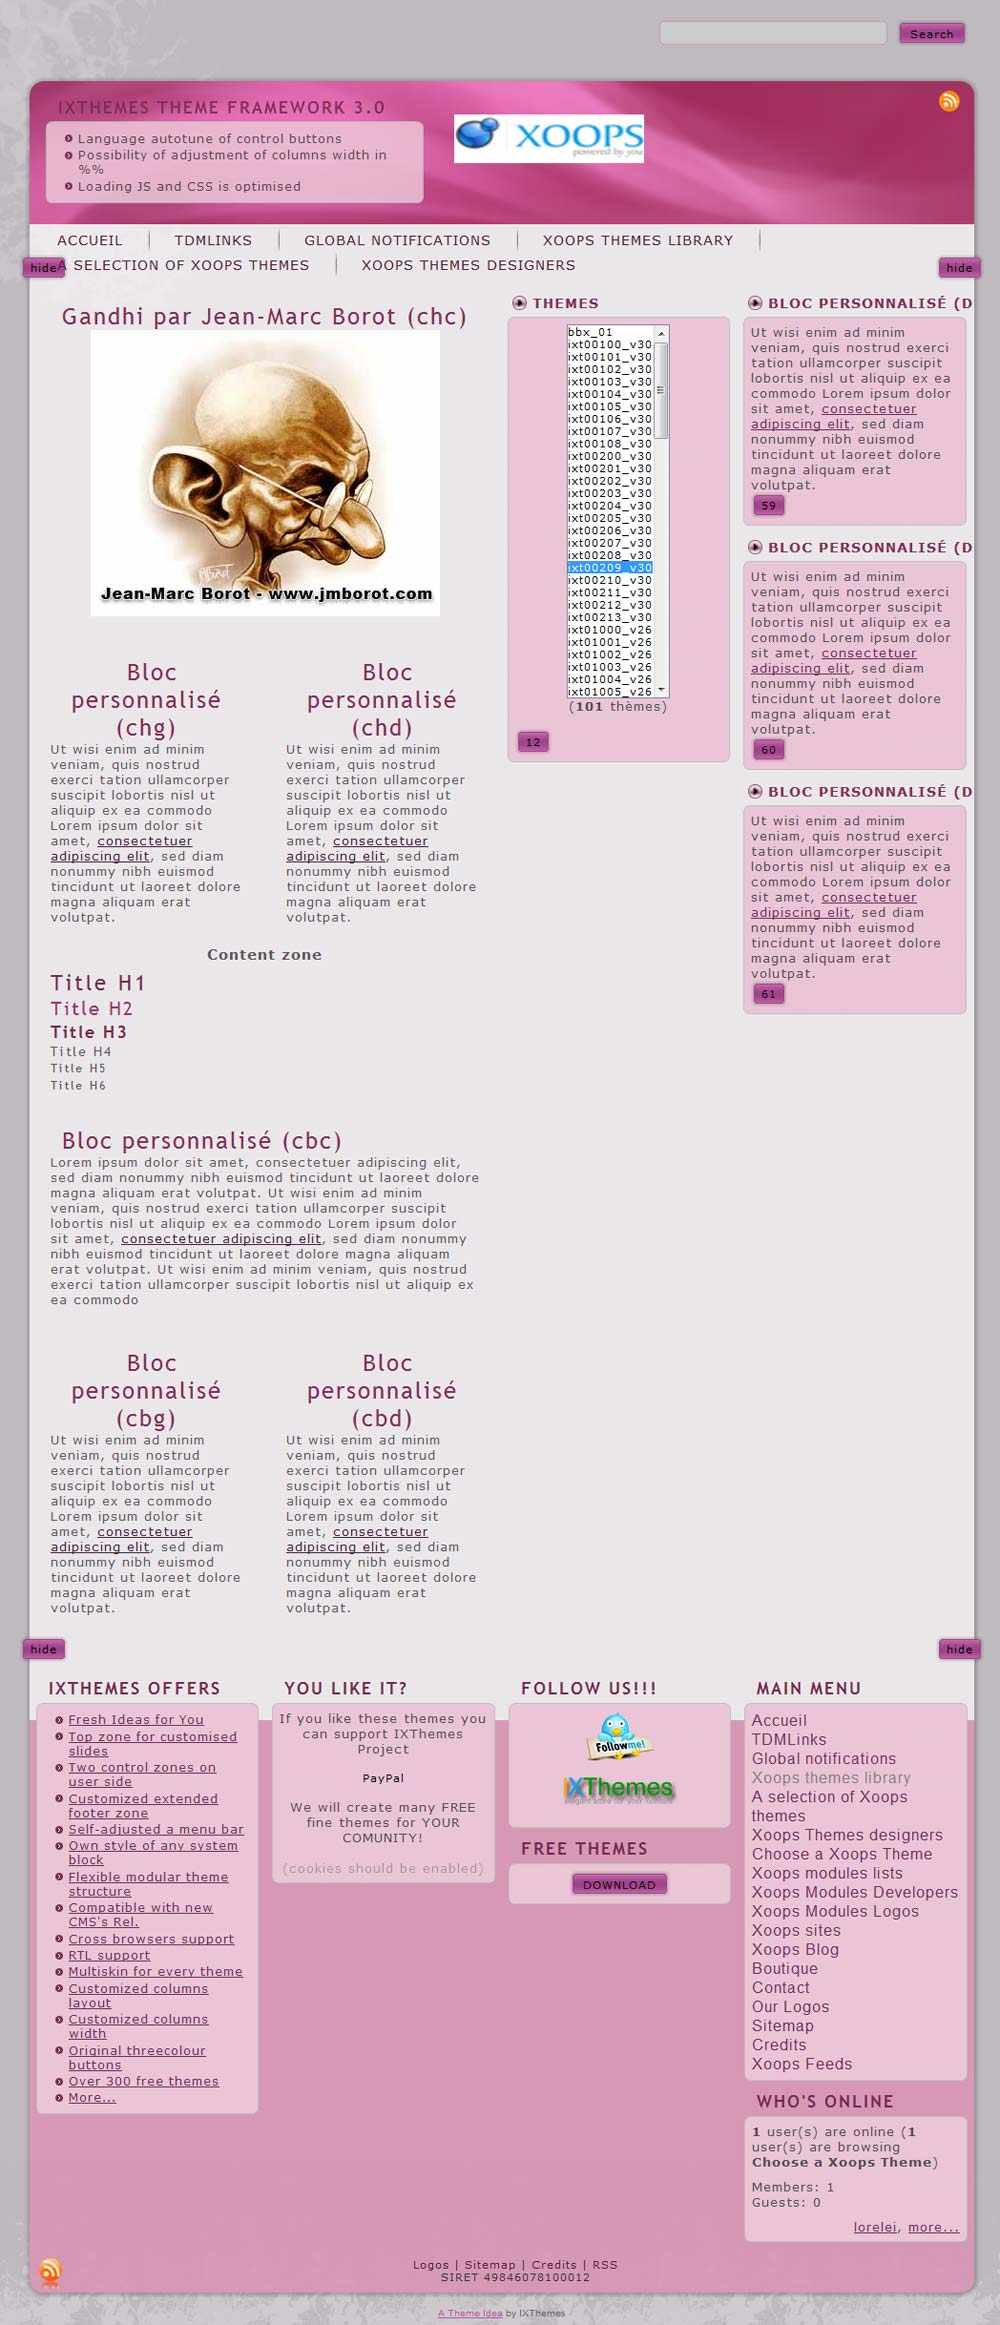 Search
IXTHEMES THEME FRAMEWORK 3.0
Language autotune of control buttons
Possibility of adjustment of columns width in
%%
Loading JS and CSS is optimised
XOOPS
powered by you
ACCUEIL
TDMLINKS
GLOBAL NOTIFICATIONS
XOOPS THEMES LIBRARY
hide
A SELECTION OF XOOPS THEMES
XOOPS THEMES DESIGNERS
hide
Gandhi par Jean-Marc Borot (chc)
Jean-Marc Borot - www.jmborot.com
Bloc
personnalisé
(chg)
Ut wisi enim ad minim
veniam, quis nostrud
exerci tation ullamcorper
suscipit lobortis nisl ut
aliquip ex ea commodo
Lorem ipsum dolor sit
amet, consectetuer
adipiscing elit, sed diam
nonummy nibh euismod
tincidunt ut laoreet dolore
magna aliquam erat
volutpat.
Bloc
personnalisé
(chd)
Ut wisi enim ad minim
veniam, quis nostrud
exerci tation ullamcorper
suscipit lobortis nisl ut
aliquip ex ea commodo
Lorem ipsum dolor sit
amet, consectetuer
adipiscing elit, sed diam
nonummy nibh euismod
tincidunt ut laoreet dolore
magna aliquam erat
volutpat.
Content zone
Title H1
Title H2
Title H3
Title H4
Title H5
Title H6
Bloc personnalisé (cbc)
Lorem ipsum dolor sit amet, consectetuer adipiscing elit,
sed diam nonummy nibh euismod tincidunt ut laoreet dolore
magna aliquam erat volutpat. Ut wisi enim ad minim
veniam, quis nostrud exerci tation ullamcorper suscipit
lobortis nisl ut aliquip ex ea commodo Lorem ipsum dolor
sit amet, consectetuer adipiscing elit, sed diam nonummy
nibh euismod tincidunt ut laoreet dolore magna aliquam
erat volutpat. Ut wisi enim ad minim veniam, quis nostrud
exerci tation ullamcorper suscipit lobortis nisl ut aliquip ex
ea commodo
Bloc
personnalisé
(cbg)
Ut wisi enim ad minim
veniam, quis nostrud
exerci tation ullamcorper
suscipit lobortis nisl ut
aliquip ex ea commodo
Lorem ipsum dolor sit
amet, consectetuer
adipiscing elit, sed diam
nonummy nibh euismod
tincidunt ut laoreet dolore
magna aliquam erat
volutpat.
Bloc
personnalisé
(cbd)
Ut wisi enim ad minim
veniam, quis nostrud
exerci tation ullamcorper
suscipit lobortis nisl ut
aliquip ex ea commodo
Lorem ipsum dolor sit
amet, consectetuer
adipiscing elit, sed diam
nonummy nibh euismod
tincidunt ut laoreet dolore
magna aliquam erat
volutpat.
THEMES
bbx_01
ixt00100_v30
ixt00101_v30
ixt00102_v30
ixt00103_v30
ixt00104_v30
ixt00105_v30
ixt00106_v30
ixt00107_v30
ixt00108_v30
ixt00200_v30
ixt00201_v30
ixt00202_v30
ixt00203_v30
ixt00204_v30
ixt00205_v30
ixt00206_v30
ixt00207_v30
ixt00208_v30
ixt00209_v30
ixt00210_v30
ixt00211_v30
ixt00212_v30
ixt00213_v30
ixt01000_v26
ixt01001_v26
ixt01002_v26
ixt01003_v26
ixt01004_v26
ixt01005_v26
(101 thèmes)
12
BLOC PERSONNALISÉ (D
Ut wisi enim ad minim
veniam, quis nostrud exerci
tation ullamcorper suscipit
lobortis nisl ut aliquip ex ea
commodo Lorem ipsum dolor
sit amet, consectetuer
adipiscing elit, sed diam
nonummy nibh euismod
tincidunt ut laoreet dolore
magna aliquam erat
volutpat.
59
BLOC PERSONNALISÉ (D
Ut wisi enim ad minim
veniam, quis nostrud exerci
tation ullamcorper suscipit
lobortis nisl ut aliquip ex ea
commodo Lorem ipsum dolor
sit amet, consectetuer
adipiscing elit, sed diam
nonummy nibh euismod
tincidunt ut laoreet dolore
magna aliquam erat
volutpat.
60
BLOC PERSONNALISÉ (D
Ut wisi enim ad minim
veniam, quis nostrud exerci
tation ullamcorper suscipit
lobortis nisl ut aliquip ex ea
commodo Lorem ipsum dolor
sit amet, consectetuer
adipiscing elit, sed diam
nonummy nibh euismod
tincidunt ut laoreet dolore
magna aliquam erat
volutpat.
61
hide
hide
IXTHEMES OFFERS
Fresh Ideas for You
Top zone for customised
slides
Two control zones on
user side
Customized extended
footer zone
Self-adjusted a menu bar
Own style of any system
block
Flexible modular theme
structure
Compatible with new
CMS's Rel.
Cross browsers support
RTL support
Multiskin for every theme
Customized columns
layout
Customized columns
width
Original threecolour
buttons
Over 300 free themes
More...
YOU LIKE IT?
If you like these themes you
can support IXThemes
Project
PayPal
We will create many FREE
fine themes for YOUR
COMUNITY!
(cookies should be enabled)
FOLLOW US!!!
Followme!
IXThemes
elegant attire for your content
FREE THEMES
DOWNLOAD
MAIN MENU
Accueil
TDMLinks
Global notifications
Xoops themes library
A selection of Xoops
themes
Xoops Themes designers
Choose a Xoops Theme
Xoops modules lists
Xoops Modules Developers
Xoops Modules Logos
Xoops sites
Xoops Blog
Boutique
Contact
Our Logos
Sitemap
Credits
Xoops Feeds
WHO'S ONLINE
1 user(s) are online (1
user(s) are browsing
Choose a Xoops Theme)
Members: 1
Guests: 0
lorelei, more...
Logos | Sitemap | Credits | RSS
SIRET 49846078100012
A Theme Idea by IXThemes